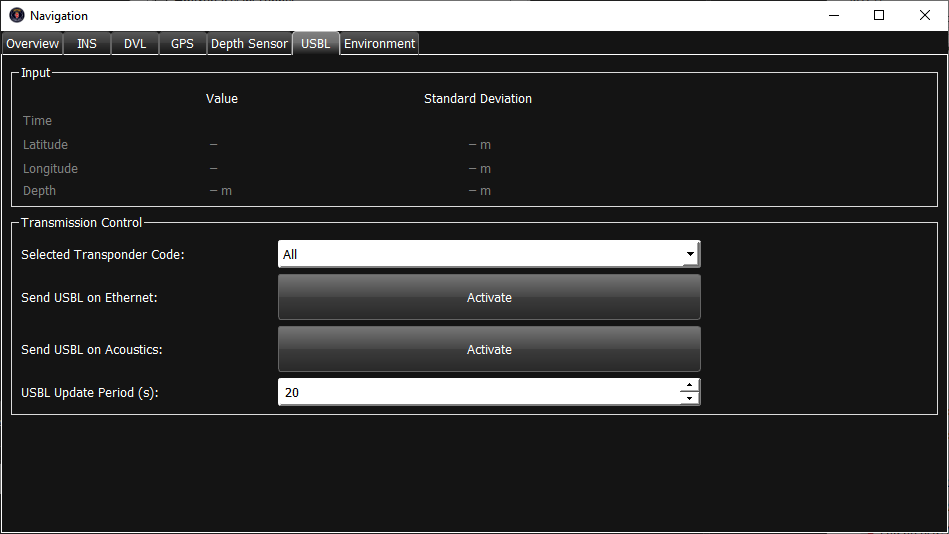 Navigation
Overview INS DVL GPS Depth Sensor USBL Environment
Input
Value Standard Deviation
Time
Latitude – – m
Longitude – – m
Depth – m – m
Transmission Control
Selected Transponder Code: All
Send USBL on Ethernet: Activate
Send USBL on Acoustics: Activate
USBL Update Period (s): 20